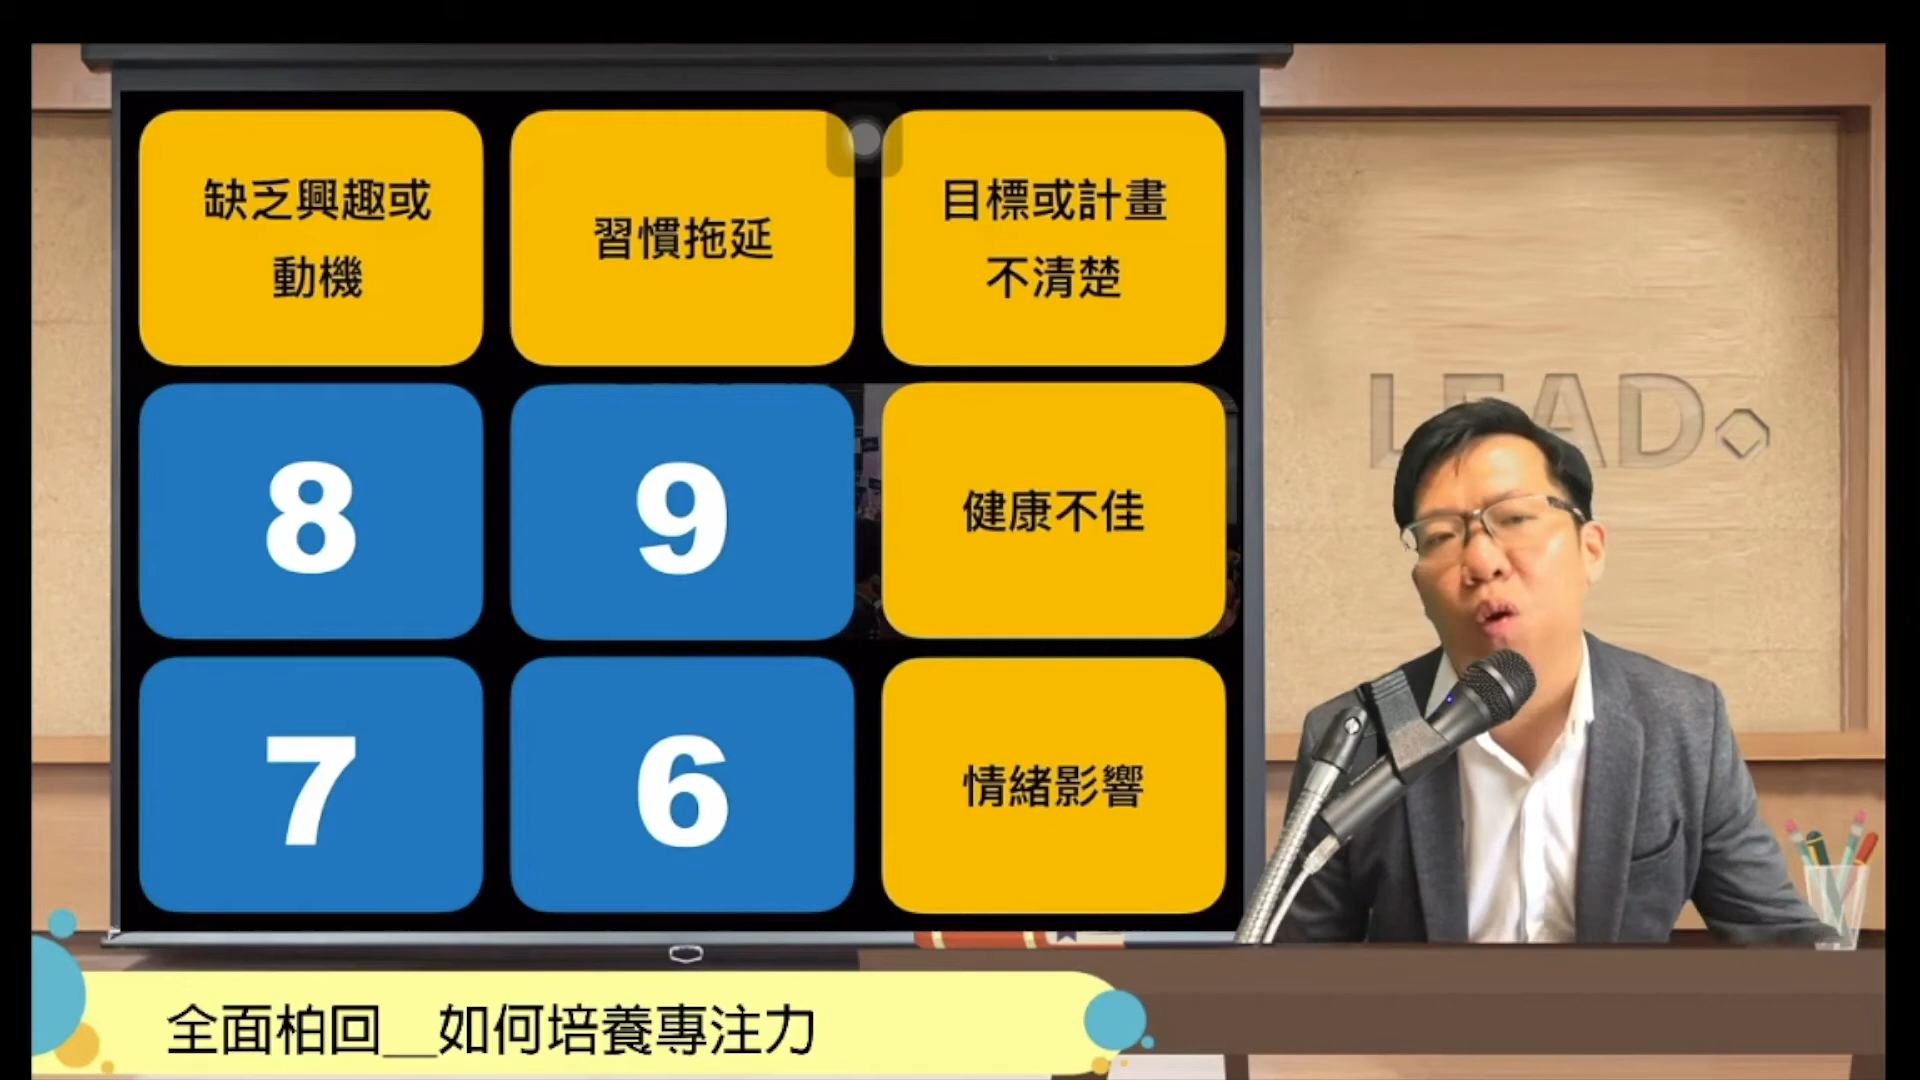 缺乏興趣或
動機
習慣拖延
目標或計畫
不清楚
8
9
健康不佳
7
6
情緒影響
LEAD
全面柏回__如何培養專注力